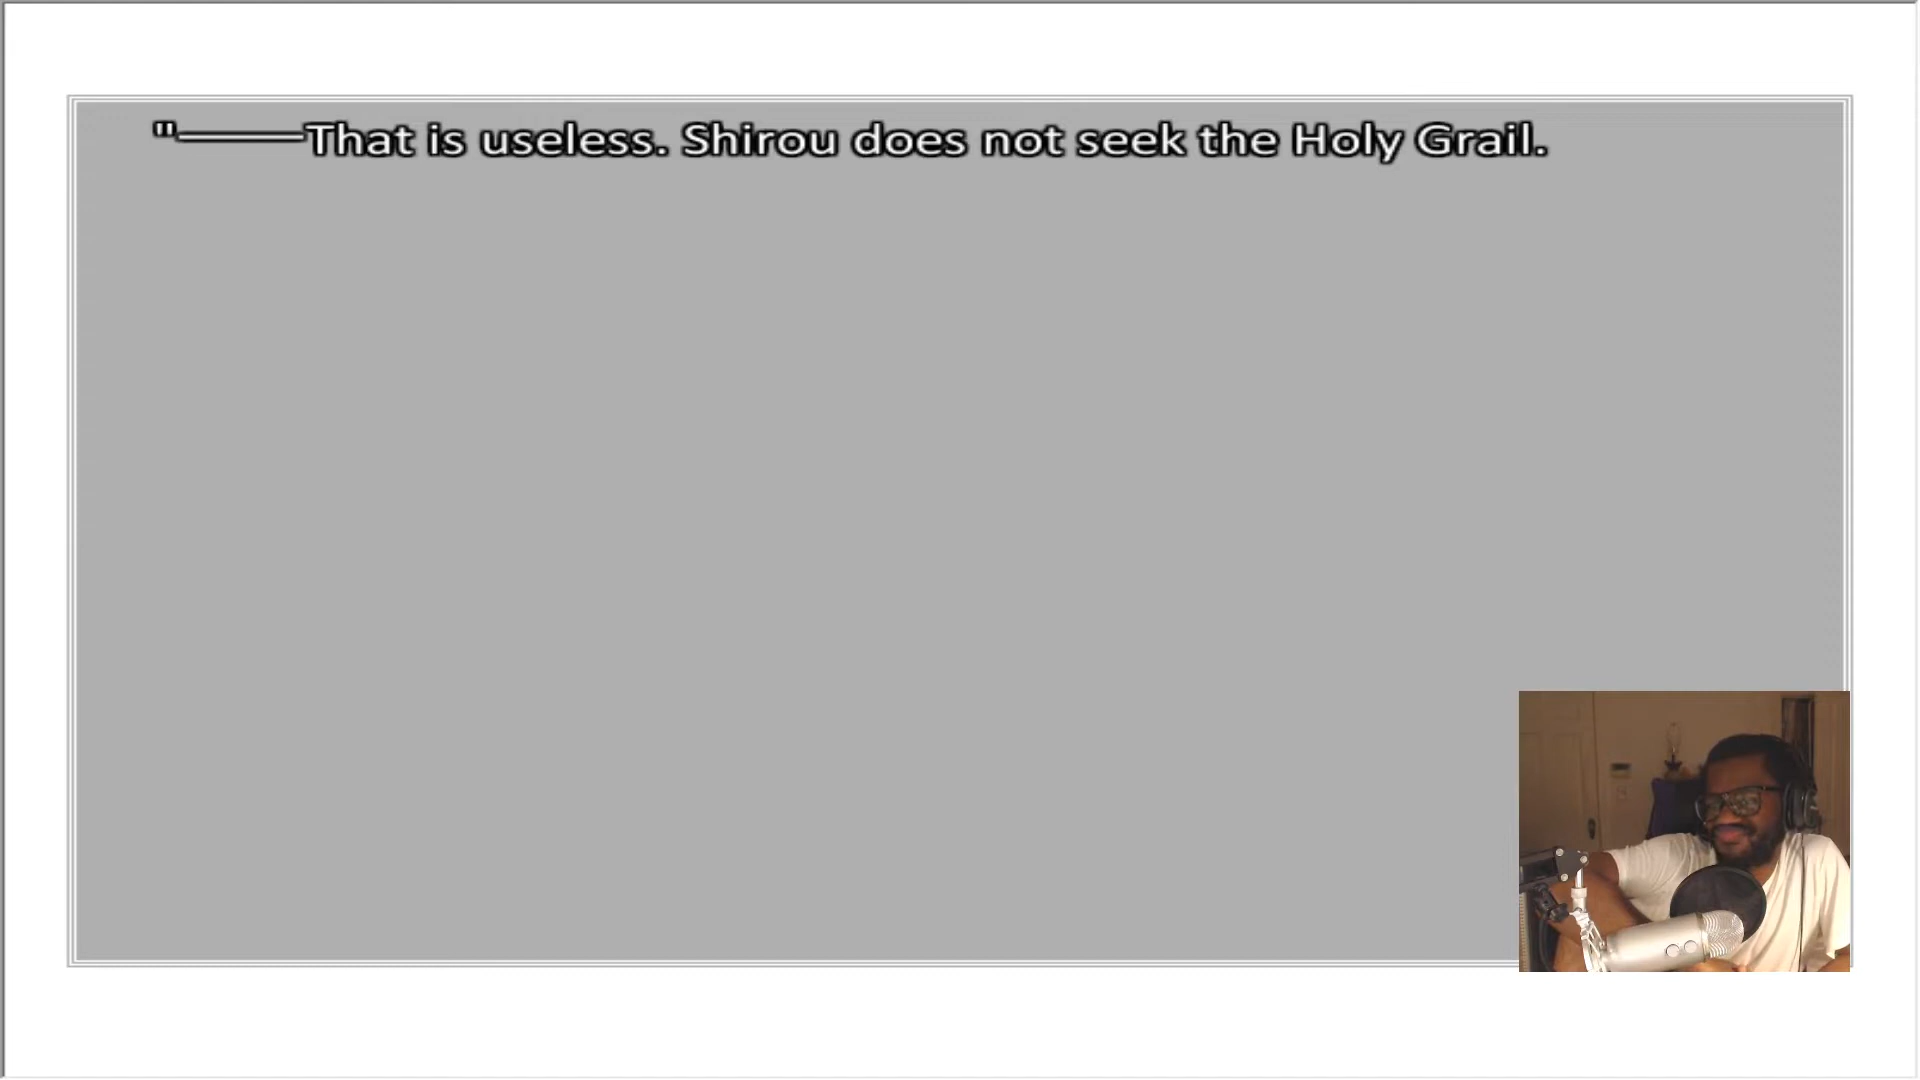 "―――That is useless. Shirou does not seek the Holy Grail.